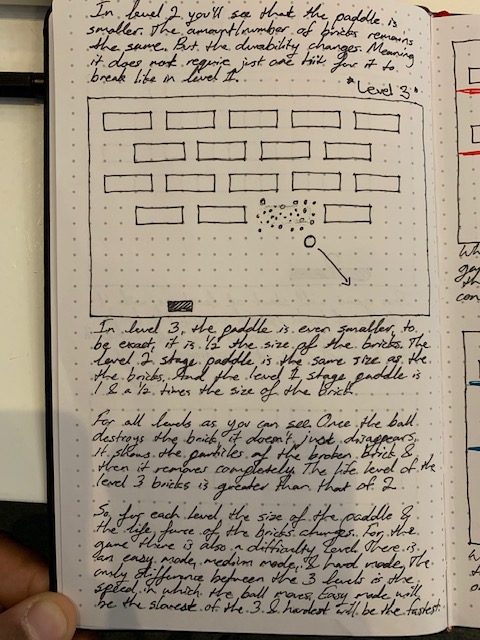 In level 2 you'll see that the paddle is
smaller. The amount/number of bricks remains
the same. But the durability changes. Meaning
it does not require just one hit for it to
break like in level 1.
"Level 3"
In level 3, the paddle is even smaller, to
be exact, it is 1/2 the size of the bricks. The
level 2 stage paddle is the same size as the
the bricks. And the level 1 stage paddle is
1 & a 1/2 times the size of the brick.
For all levels as you can see Once the ball
destroys the brick, it doesn't just disappears,
it shows the particles of the broken brick &
then it removes completely. The life level of the
level 3 bricks is greater than that of 2
So for each level the size of the paddle &
the life force of the bricks changes. For the
game there is also a difficulty level. There is
an easy mode, medium mode, & hard mode. The
only difference between the 3 levels is the
speed in which the ball moves. Easy mode will
be the slowest of the 3 & hardest will be the fastest.
Wh
gam
th
con